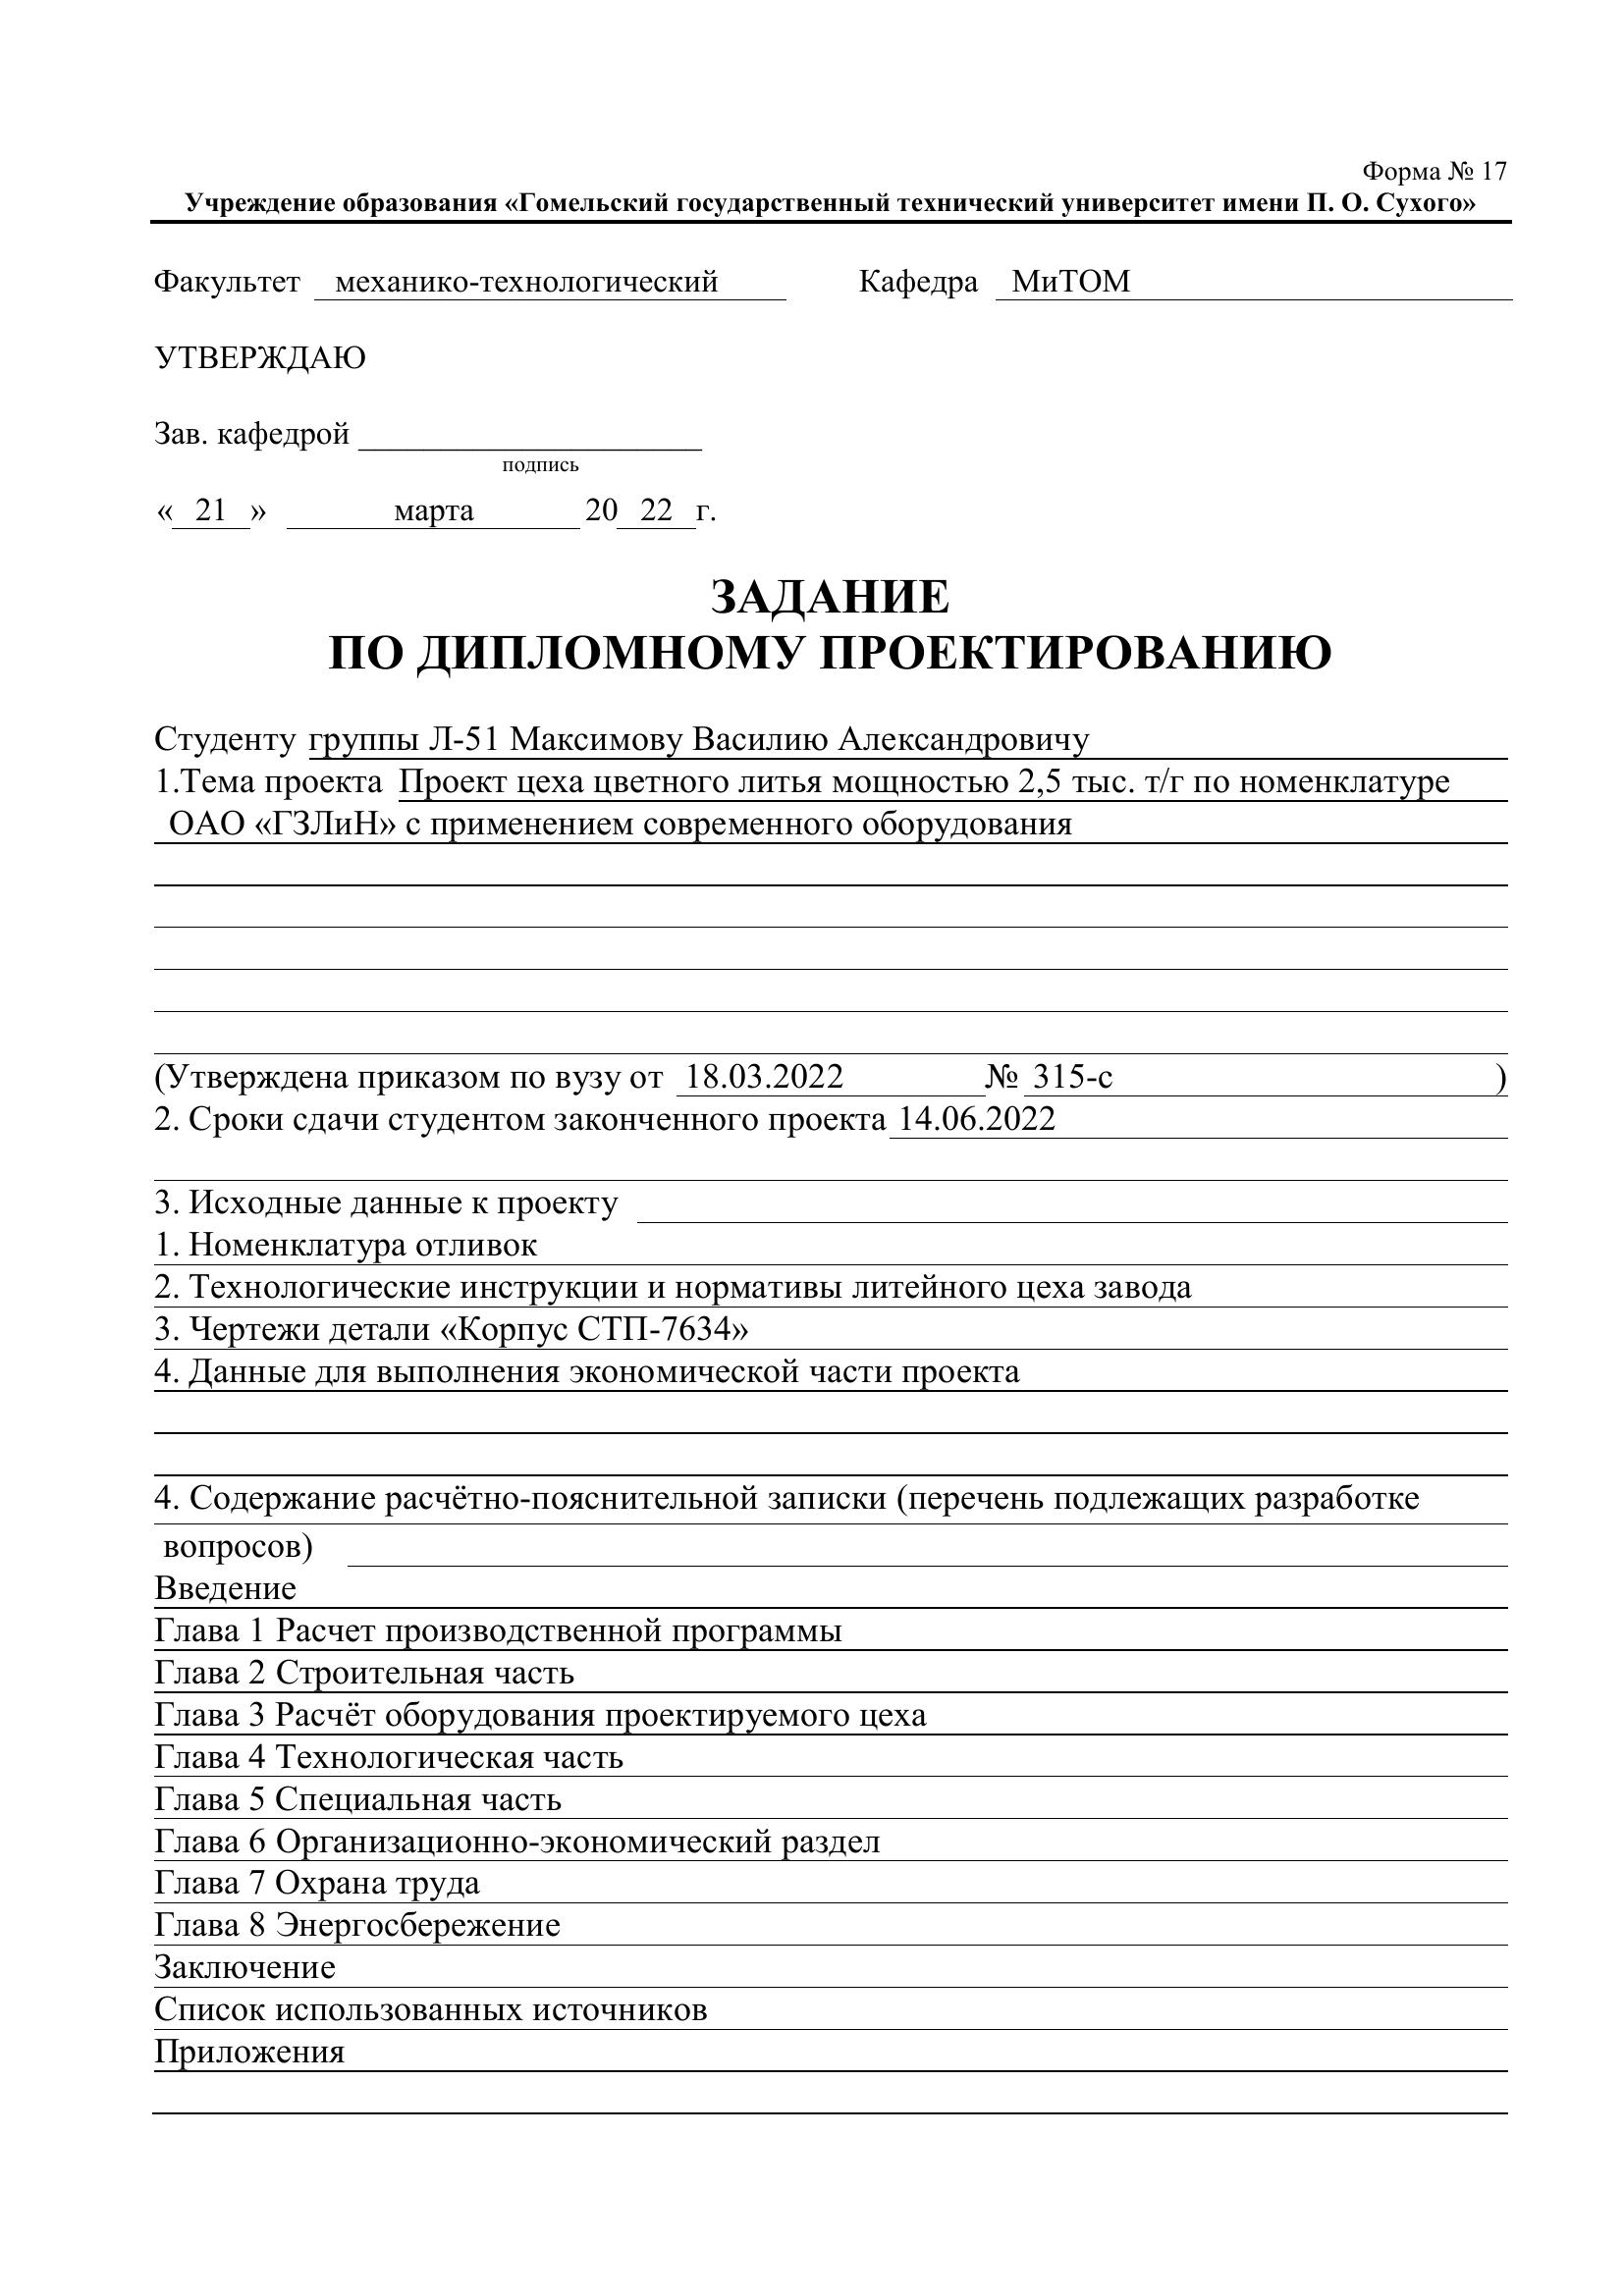 Форма № 17
Учреждение образования «Гомельский государственный технический университет имени П. О. Сухого»
Факультет механико-технологический Кафедра МиТОМ
УТВЕРЖДАЮ
Зав. кафедрой ____________________
подпись
« 21 » марта 20 22 г.
ЗАДАНИЕ
ПО ДИПЛОМНОМУ ПРОЕКТИРОВАНИЮ
Студенту группы Л-51 Максимову Василию Александровичу
1.Тема проекта Проект цеха цветного литья мощностью 2,5 тыс. т/г по номенклатуре
ОАО «ГЗЛиН» с применением современного оборудования
(Утверждена приказом по вузу от 18.03.2022 № 315-с )
2. Сроки сдачи студентом законченного проекта 14.06.2022
3. Исходные данные к проекту
1. Номенклатура отливок
2. Технологические инструкции и нормативы литейного цеха завода
3. Чертежи детали «Корпус СТП-7634»
4. Данные для выполнения экономической части проекта
4. Содержание расчётно-пояснительной записки (перечень подлежащих разработке
вопросов)
Введение
Глава 1 Расчет производственной программы
Глава 2 Строительная часть
Глава 3 Расчёт оборудования проектируемого цеха
Глава 4 Технологическая часть
Глава 5 Специальная часть
Глава 6 Организационно-экономический раздел
Глава 7 Охрана труда
Глава 8 Энергосбережение
Заключение
Список использованных источников
Приложения